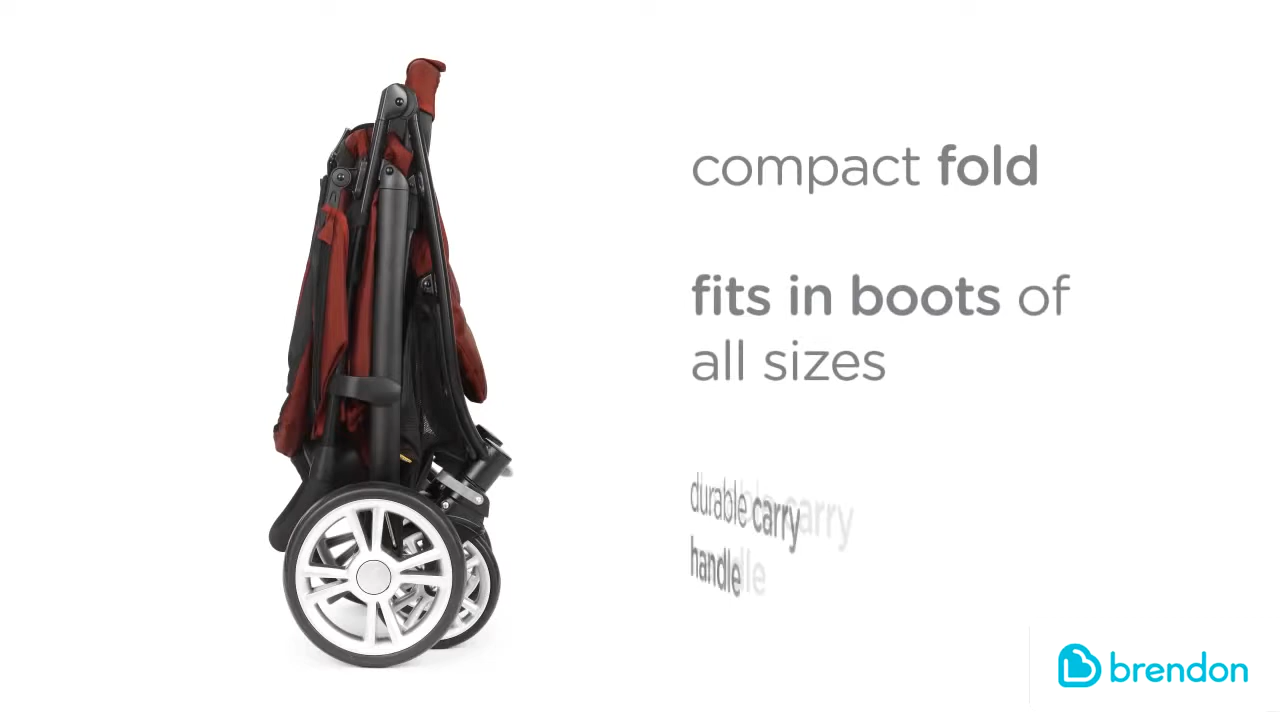 compact fold
fits in boots of
all sizes
durable carry
handle
brendon